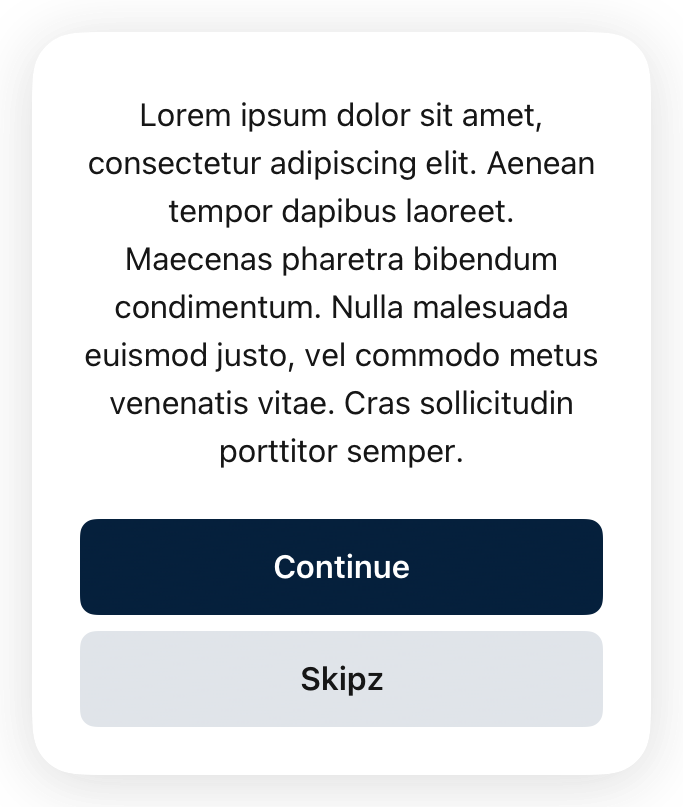 Lorem ipsum dolor sit amet,
consectetur adipiscing elit. Aenean
tempor dapibus laoreet.
Maecenas pharetra bibendum
condimentum. Nulla malesuada
euismod justo, vel commodo metus
venenatis vitae. Cras sollicitudin
porttitor semper.
Continue
Skipz